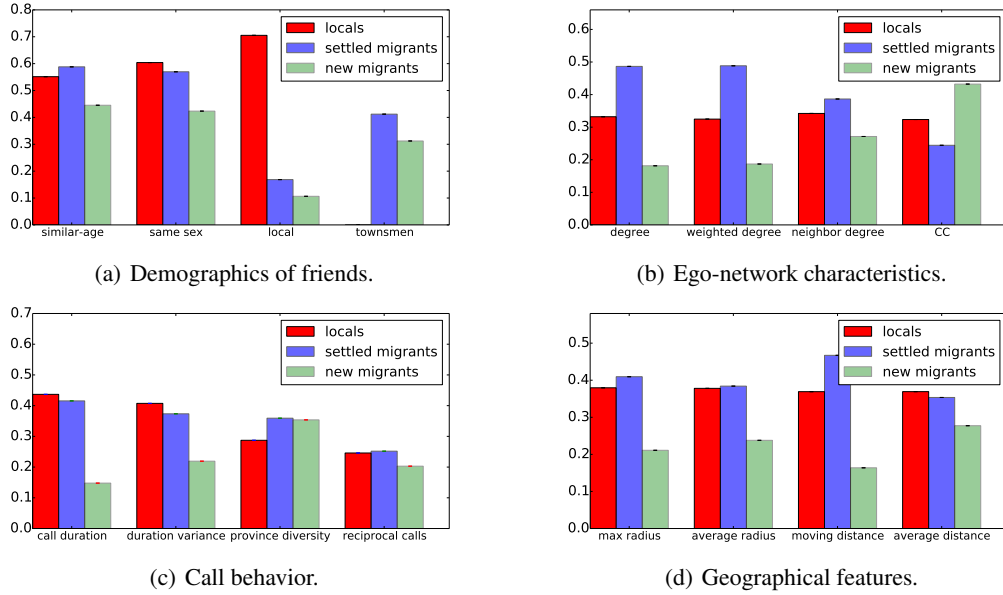 0.8
0.7
0.6
0.5
0.4
0.3
0.2
0.1
0.0
locals
settled migrants
new migrants
similar-age same sex local townsmen
(a) Demographics of friends.
0.6
0.5
0.4
0.3
0.2
0.1
0.0
locals
settled migrants
new migrants
degree weighted degree neighbor degree CC
(b) Ego-network characteristics.
0.7
0.6
0.5
0.4
0.3
0.2
0.1
0.0
locals
settled migrants
new migrants
call duration duration variance province diversity reciprocal calls
(c) Call behavior.
0.5
0.4
0.3
0.2
0.1
0.0
locals
settled migrants
new migrants
max radius average radius moving distance average distance
(d) Geographical features.